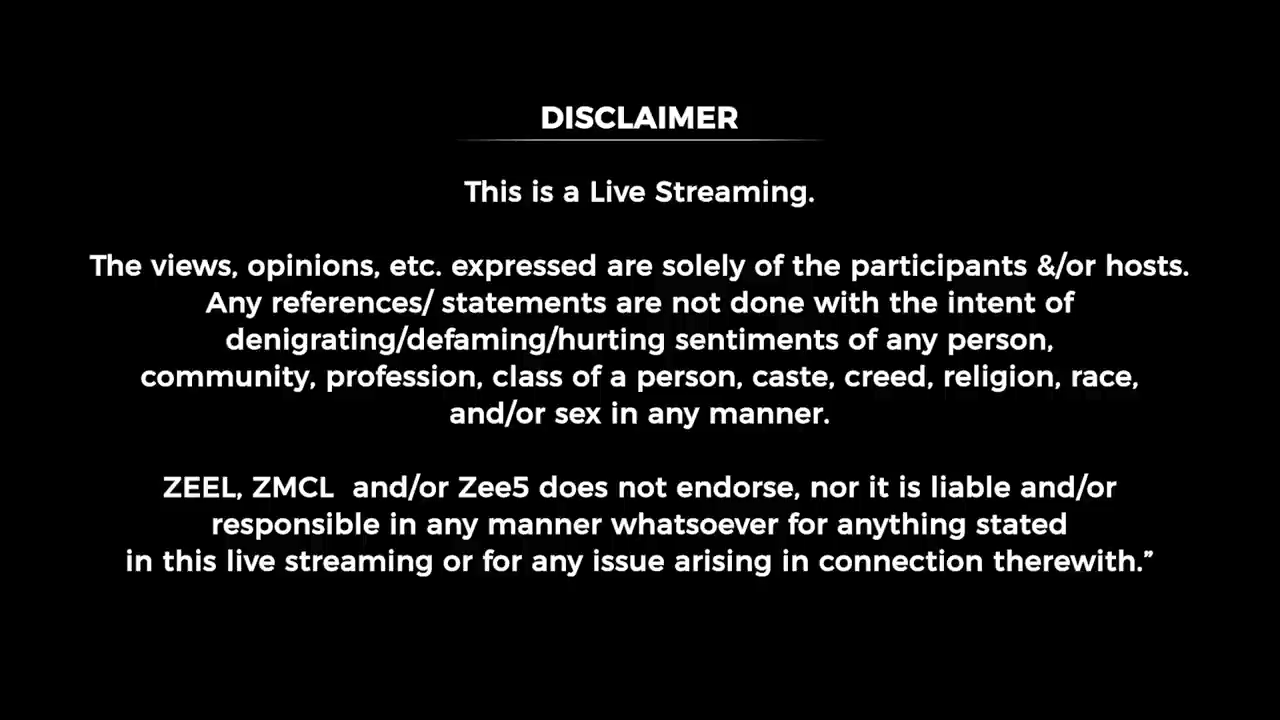 DISCLAIMER
This is a Live Streaming.
The views, opinions, etc. expressed are solely of the participants &/or hosts.
Any references/ statements are not done with the intent of
denigrating/defaming/hurting sentiments of any person,
community, profession, class of a person, caste, creed, religion, race,
and/or sex in any manner.
ZEEL, ZMCL  and/or Zee5 does not endorse, nor it is liable and/or
responsible in any manner whatsoever for anything stated
in this live streaming or for any issue arising in connection therewith.”